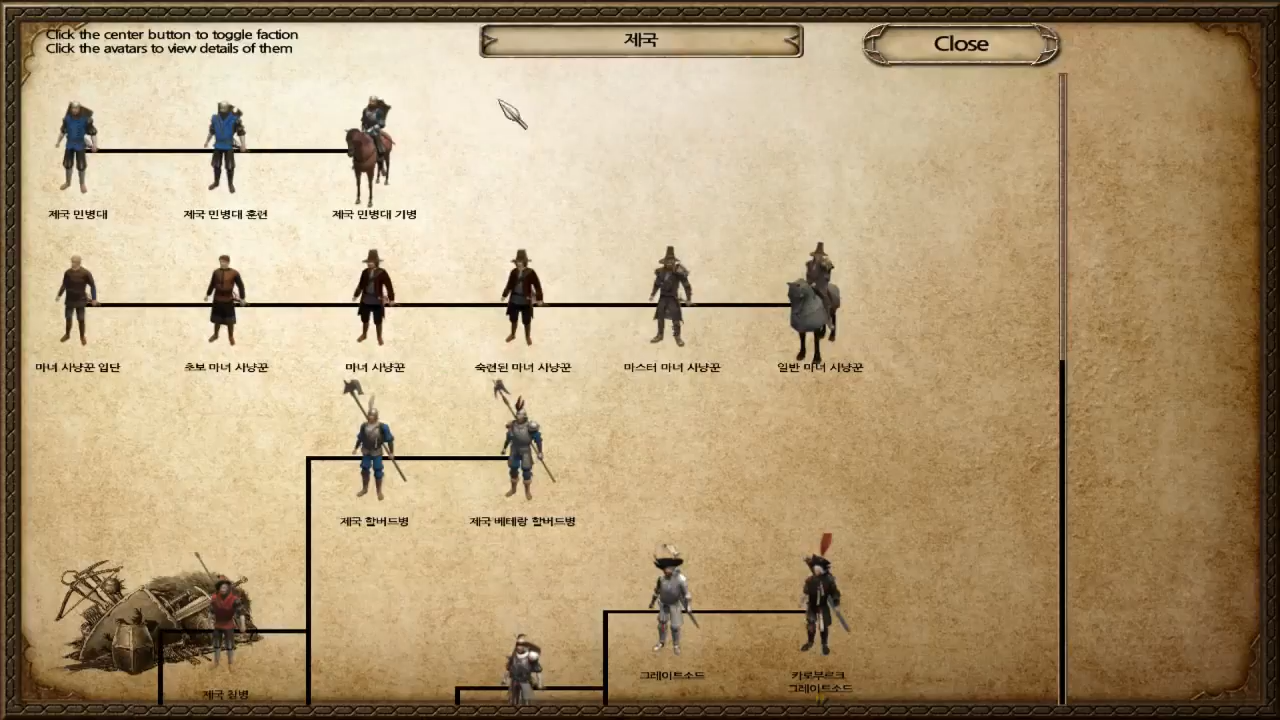 Click the center button to toggle faction
Click the avatars to view details of them
제국
Close
제국 민병대
제국 민병대 훈련
제국 민병대 기병
마녀 사냥꾼 입단
초보 마녀 사냥꾼
마녀 사냥꾼
숙련된 마녀 사냥꾼
마스터 마녀 사냥꾼
일반 마녀 사냥꾼
제국 할버드병
제국 베테랑 할버드병
그레이트소드
카로부르크
그레이트소드
제국 창병